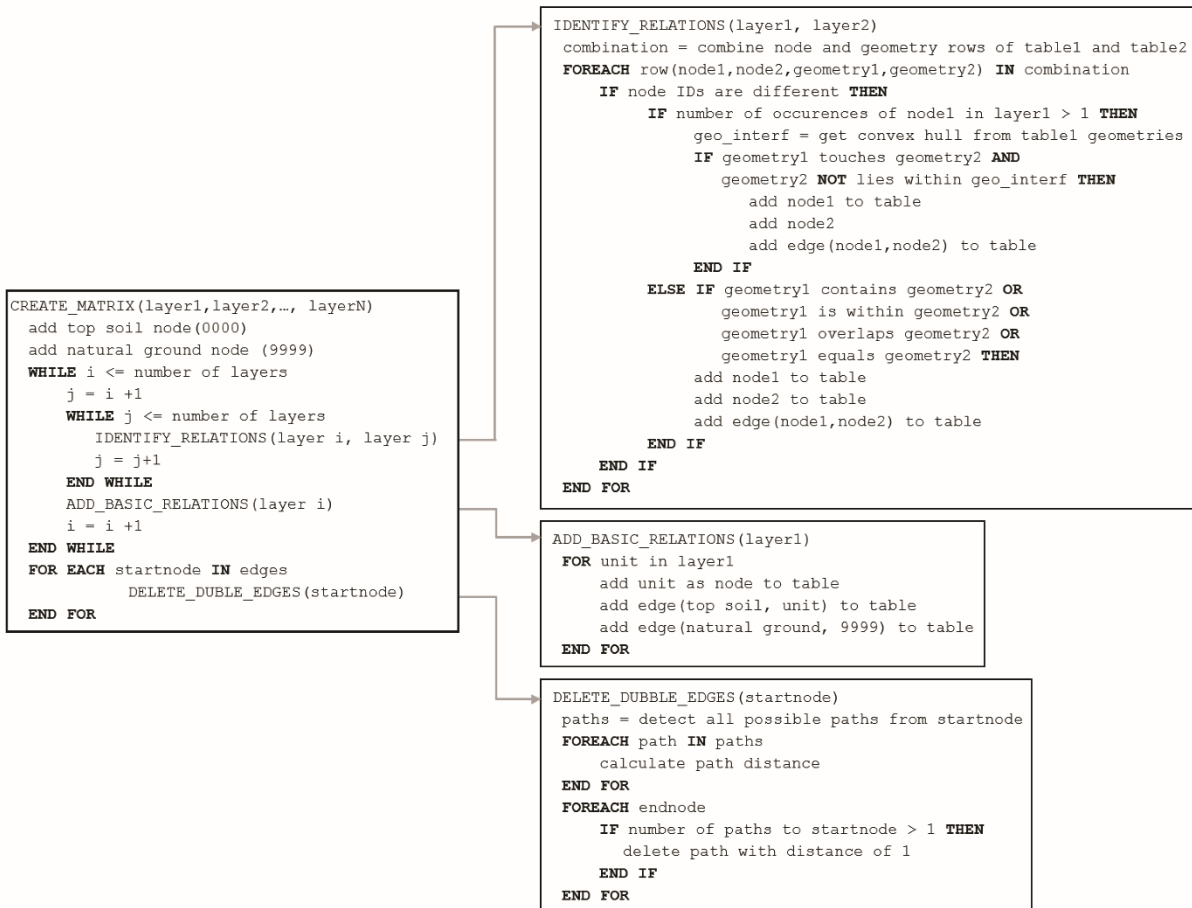 CREATE_MATRIX(layer1,layer2,…, layerN)
add top soil node(0000)
add natural ground node (9999)
WHILE i <= number of layers
j = i +1
WHILE j <= number of layers
IDENTIFY_RELATIONS(layer i, layer j)
j = j+1
END WHILE
ADD_BASIC_RELATIONS(layer i)
i = i +1
END WHILE
FOR EACH startnode IN edges
DELETE_DUBLE_EDGES(startnode)
END FOR
IDENTIFY_RELATIONS(layer1, layer2)
combination = combine node and geometry rows of table1 and table2
FOREACH row(node1,node2,geometry1,geometry2) IN combination
IF node IDs are different THEN
IF number of occurences of node1 in layer1 > 1 THEN
geo_interf = get convex hull from table1 geometries
IF geometry1 touches geometry2 AND
geometry2 NOT lies within geo_interf THEN
add node1 to table
add node2
add edge(node1,node2) to table
END IF
ELSE IF geometry1 contains geometry2 OR
geometry1 is within geometry2 OR
geometry1 overlaps geometry2 OR
geometry1 equals geometry2 THEN
add node1 to table
add node2 to table
add edge(node1,node2) to table
END IF
END IF
END FOR
ADD_BASIC_RELATIONS(layer1)
FOR unit in layer1
add unit as node to table
add edge(top soil, unit) to table
add edge(natural ground, 9999) to table
END FOR
DELETE_DUBBLE_EDGES(startnode)
paths = detect all possible paths from startnode
FOREACH path IN paths
calculate path distance
END FOR
FOREACH endnode
IF number of paths to startnode > 1 THEN
delete path with distance of 1
END IF
END FOR